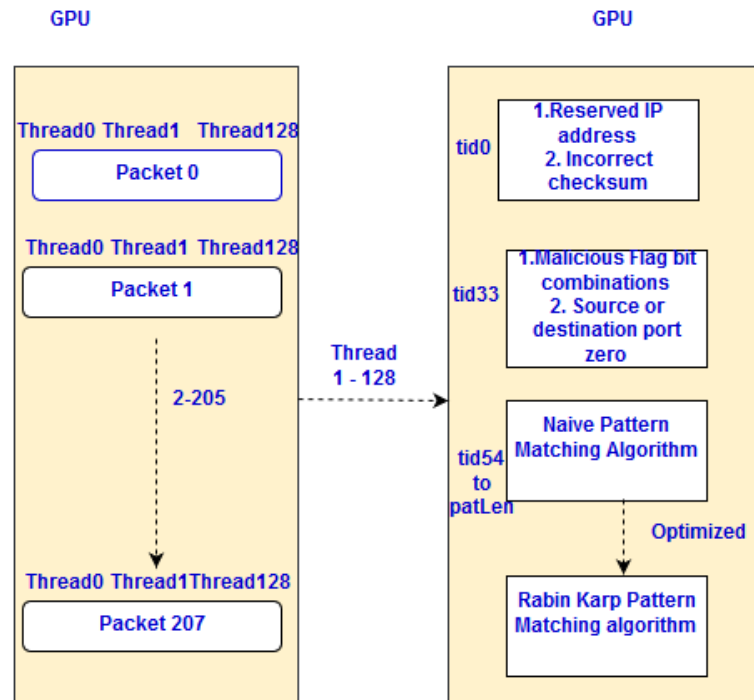 GPU
GPU
Thread0 Thread1 Thread128
Packet 0
Thread0 Thread1 Thread128
Packet 1
2-205
Thread0 Thread1Thread128
Packet 207
Thread
1 - 128
tid0
1.Reserved IP
address
2. Incorrect
checksum
tid33
1.Malicious Flag bit
combinations
2. Source or
destination port
zero
tid54
to
patLen
Naive Pattern
Matching Algorithm
Optimized
Rabin Karp Pattern
Matching algorithm